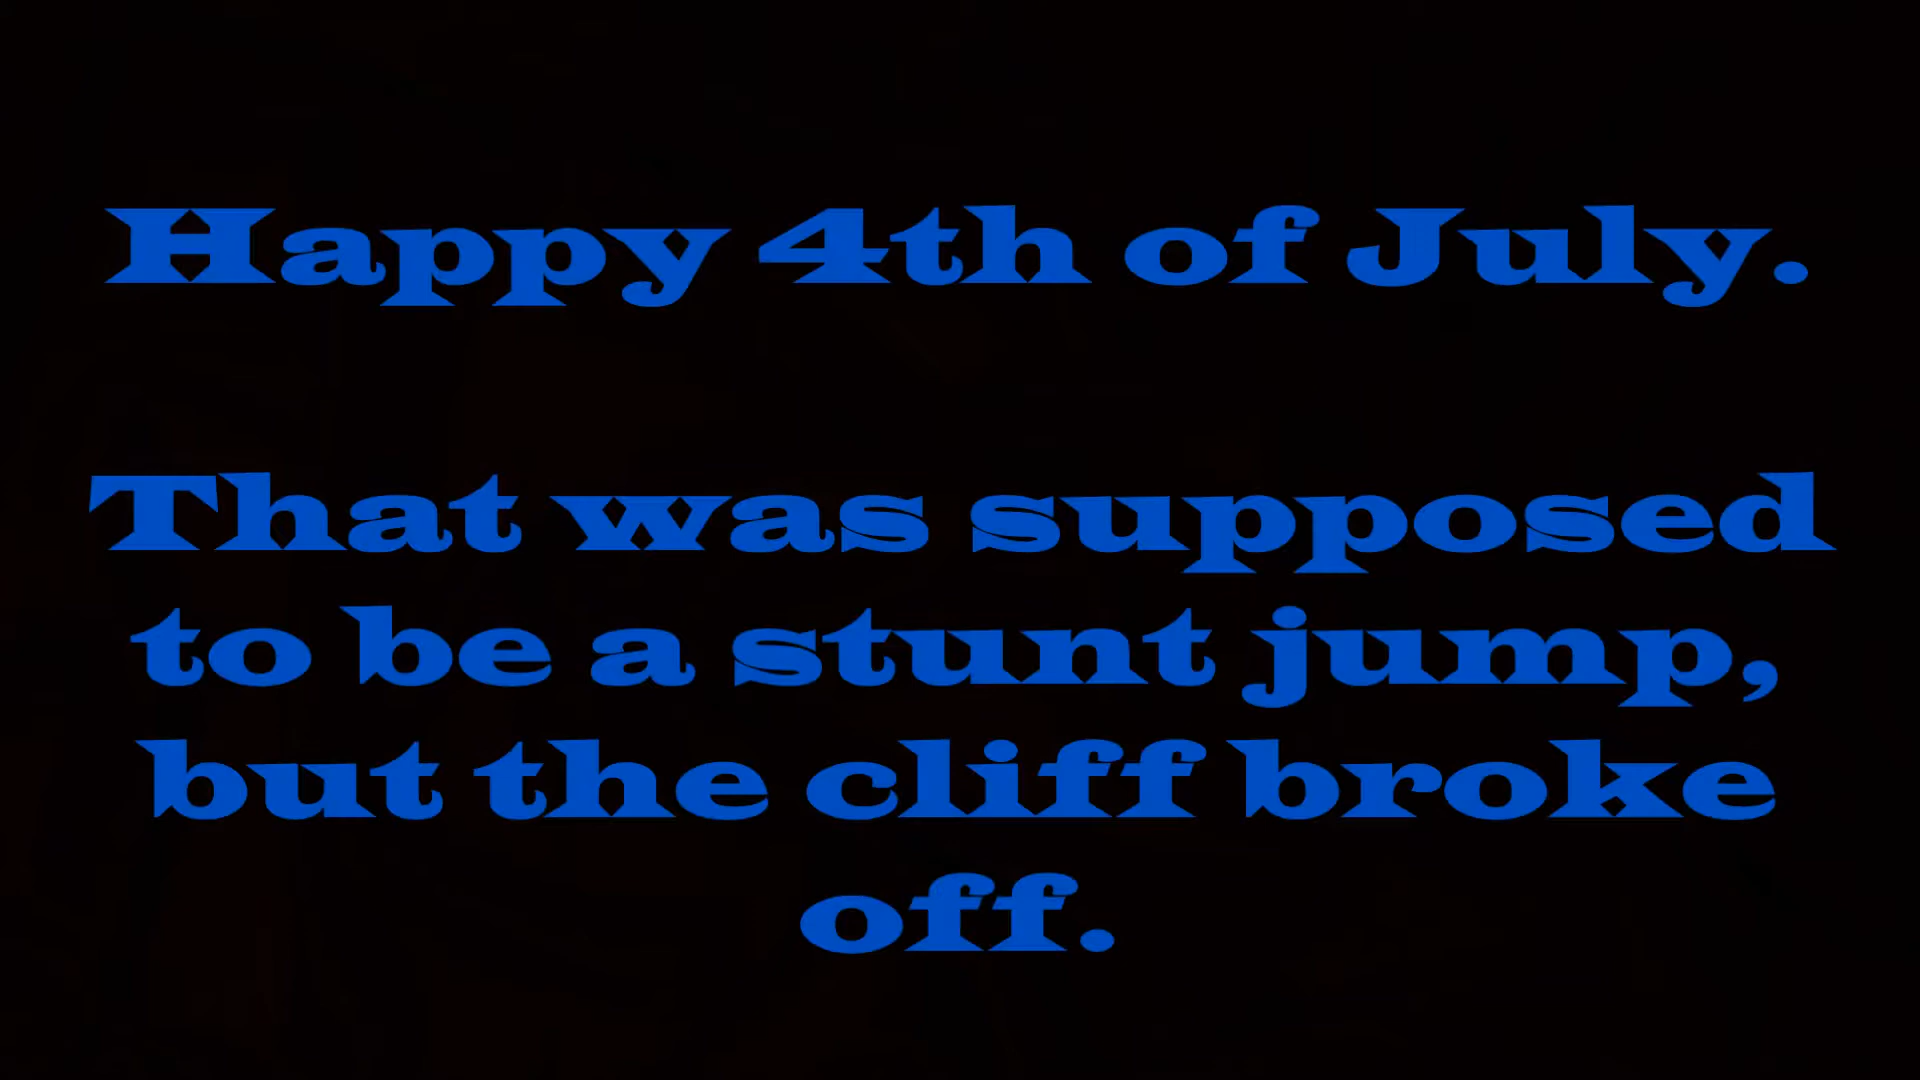 Happy 4th of July.
That was supposed
to be a stunt jump,
but the cliff broke
off.